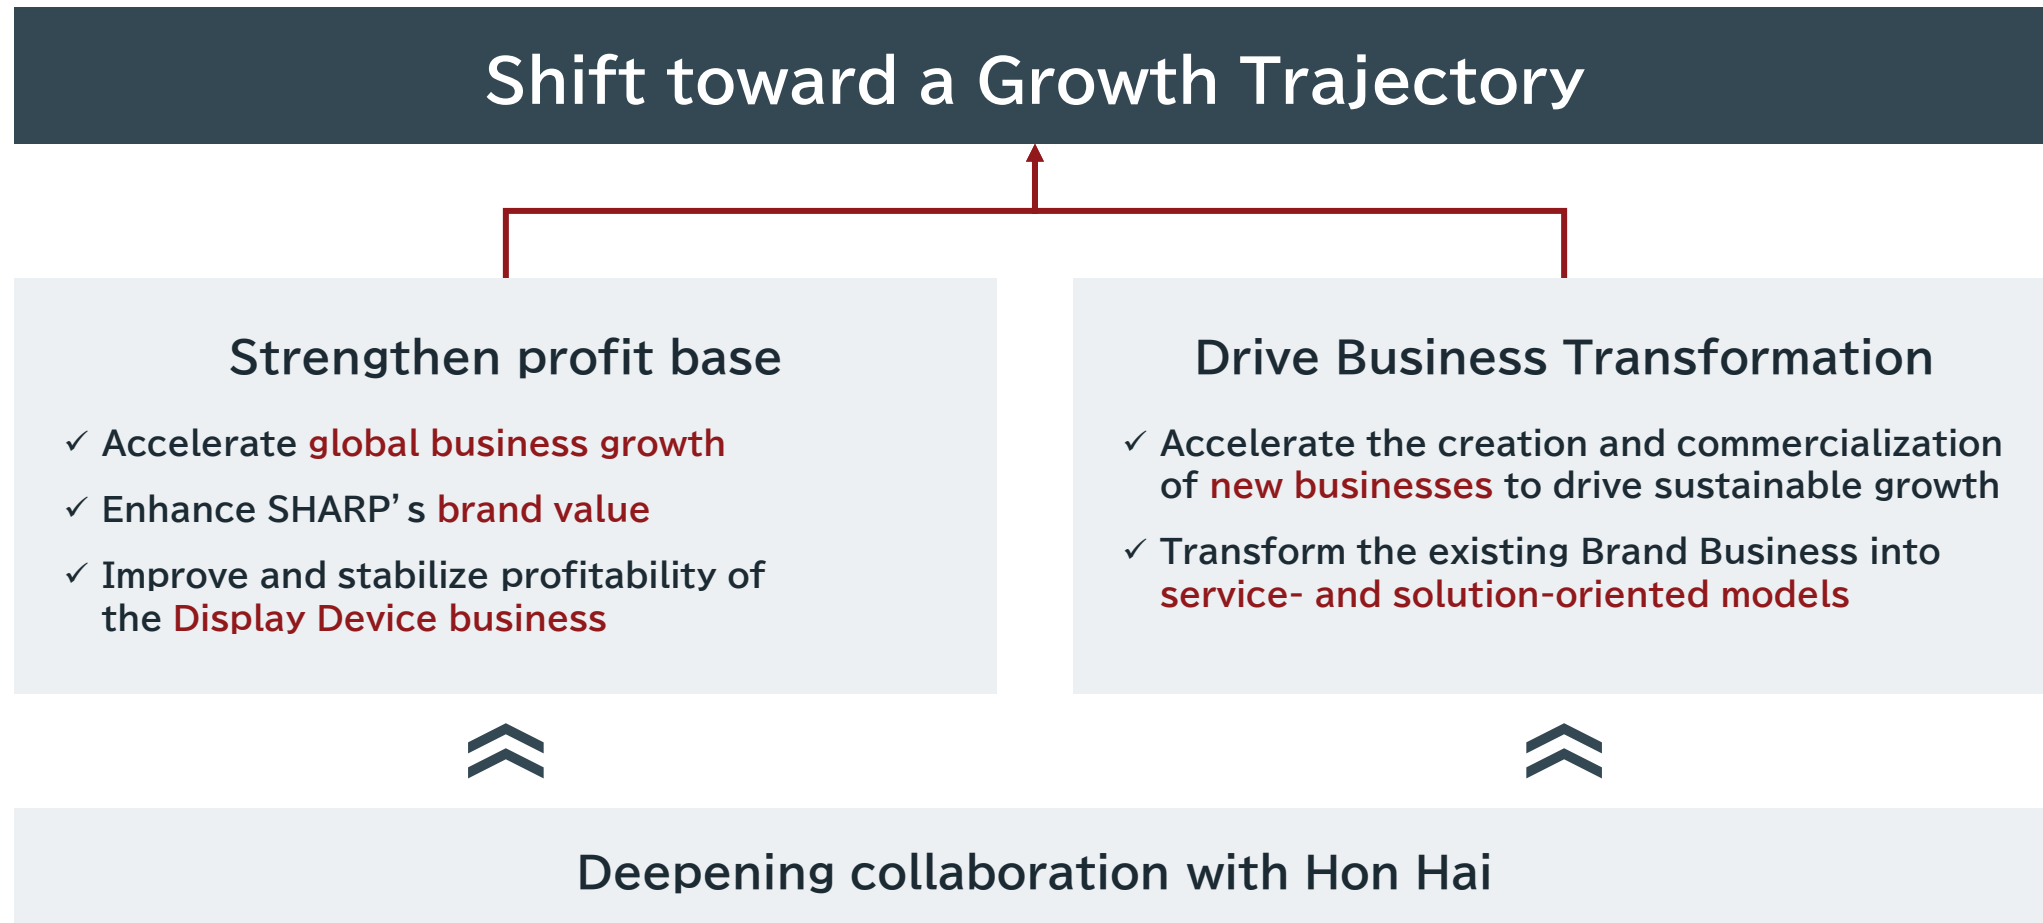 Shift toward a Growth Trajectory
Strengthen profit base
✓ Accelerate global business growth
✓ Enhance SHARP’s brand value
✓ Improve and stabilize profitability of
the Display Device business
Drive Business Transformation
✓ Accelerate the creation and commercialization
of new businesses to drive sustainable growth
✓ Transform the existing Brand Business into
service- and solution-oriented models
Deepening collaboration with Hon Hai